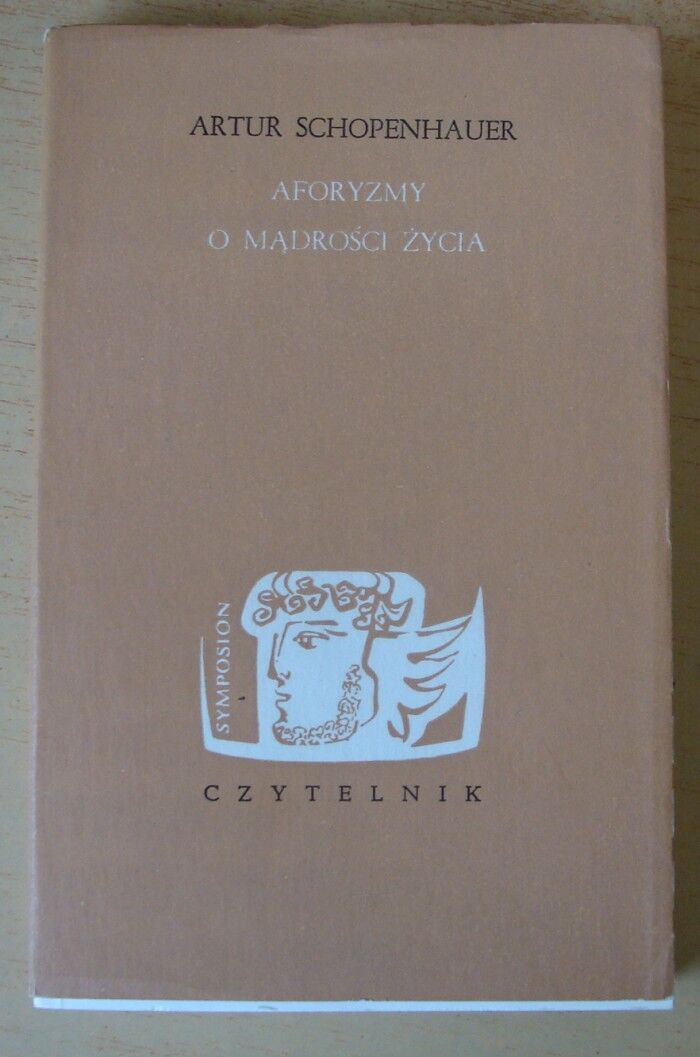 ARTUR SCHOPENHAUER
AFORYZMY
O MĄDROŚCI ŻYCIA
SYMPOSION
CZYTELNIK